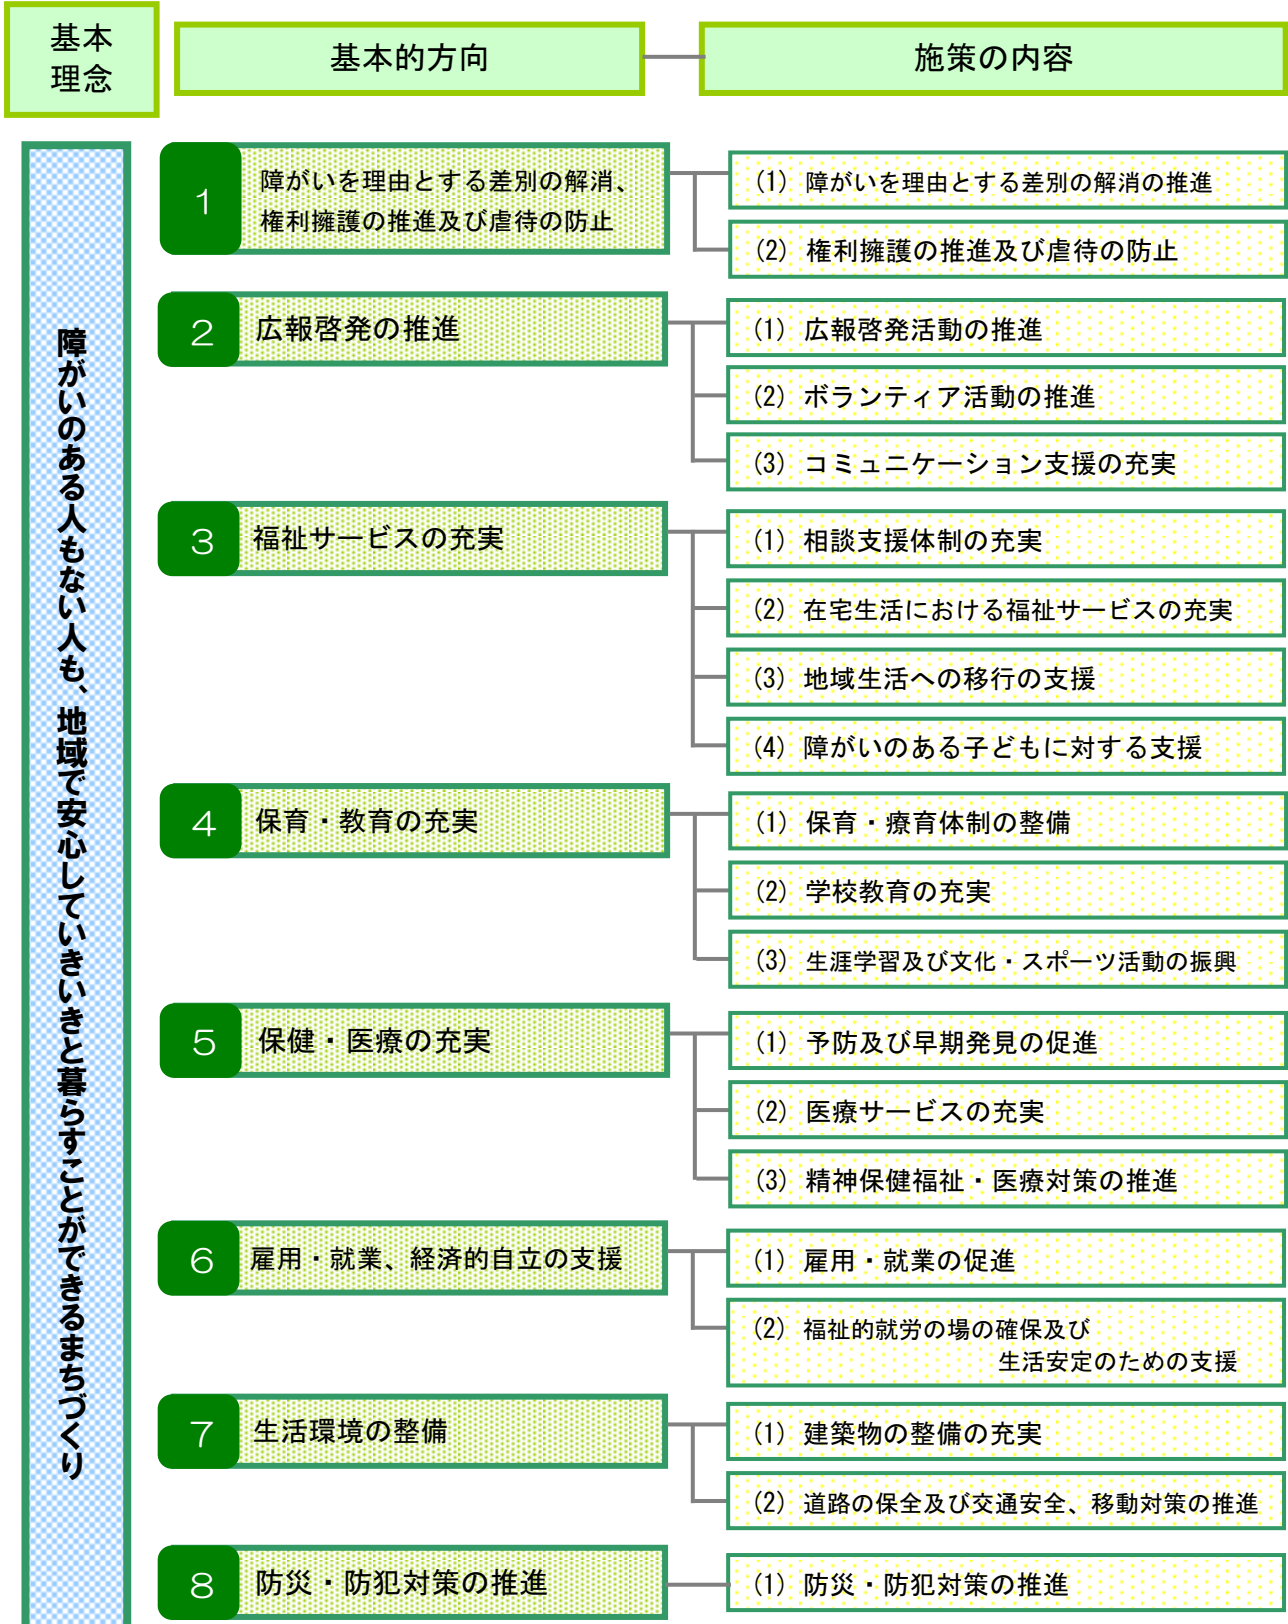 基本
理念
基本的方向
施策の内容
障がいのある人もない人も、地域で安心していきいきと暮らすことができるまちづくり
1
障がいを理由とする差別の解消、
権利擁護の推進及び虐待の防止
(1) 障がいを理由とする差別の解消の推進
(2) 権利擁護の推進及び虐待の防止
2
広報啓発の推進
(1) 広報啓発活動の推進
(2) ボランティア活動の推進
(3) コミュニケーション支援の充実
3
福祉サービスの充実
(1) 相談支援体制の充実
(2) 在宅生活における福祉サービスの充実
(3) 地域生活への移行の支援
(4) 障がいのある子どもに対する支援
4
保育・教育の充実
(1) 保育・療育体制の整備
(2) 学校教育の充実
(3) 生涯学習及び文化・スポーツ活動の振興
5
保健・医療の充実
(1) 予防及び早期発見の促進
(2) 医療サービスの充実
(3) 精神保健福祉・医療対策の推進
6
雇用・就業、経済的自立の支援
(1) 雇用・就業の促進
(2) 福祉的就労の場の確保及び
生活安定のための支援
7
生活環境の整備
(1) 建築物の整備の充実
(2) 道路の保全及び交通安全、移動対策の推進
8
防災・防犯対策の推進
(1) 防災・防犯対策の推進